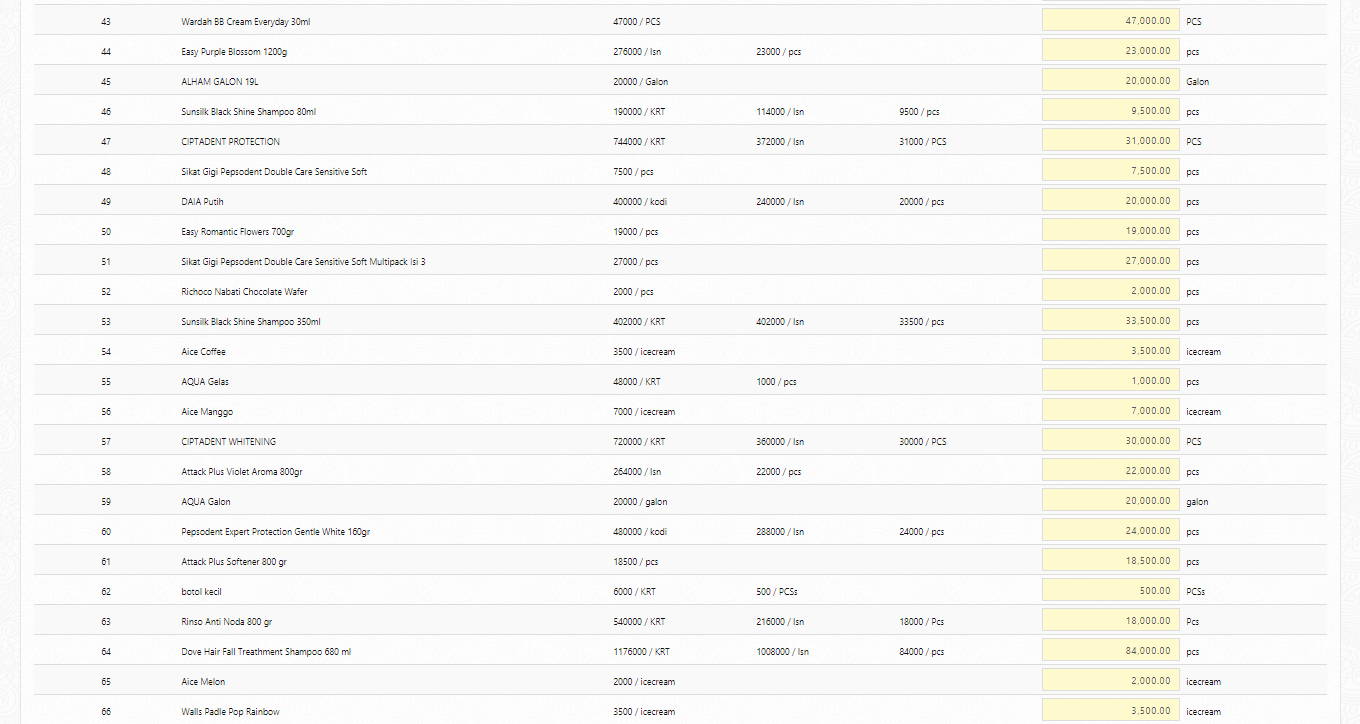 43 Wardah BB Cream Everyday 30ml 47000 / PCS 47,000.00 PCS
44 Easy Purple Blossom 1200g 276000 / lsn 23000 / pcs 23,000.00 pcs
45 ALHAM GALON 19L 20000 / Galon 20,000.00 Galon
46 Sunsilk Black Shine Shampoo 80ml 190000 / KRT 114000 / lsn 9500 / pcs 9,500.00 pcs
47 CIPTADENT PROTECTION 744000 / KRT 372000 / lsn 31000 / PCS 31,000.00 PCS
48 Sikat Gigi Pepsodent Double Care Sensitive Soft 7500 / pcs 7,500.00 pcs
49 DAIA Putih 400000 / kodi 240000 / lsn 20000 / pcs 20,000.00 pcs
50 Easy Romantic Flowers 700gr 19000 / pcs 19,000.00 pcs
51 Sikat Gigi Pepsodent Double Care Sensitive Soft Multipack Isi 3 27000 / pcs 27,000.00 pcs
52 Richoco Nabati Chocolate Wafer 2000 / pcs 2,000.00 pcs
53 Sunsilk Black Shine Shampoo 350ml 402000 / KRT 402000 / lsn 33500 / pcs 33,500.00 pcs
54 Aice Coffee 3500 / icecream 3,500.00 icecream
55 AQUA Gelas 48000 / KRT 1000 / pcs 1,000.00 pcs
56 Aice Manggo 7000 / icecream 7,000.00 icecream
57 CIPTADENT WHITENING 720000 / KRT 360000 / lsn 30000 / PCS 30,000.00 PCS
58 Attack Plus Violet Aroma 800gr 264000 / lsn 22000 / pcs 22,000.00 pcs
59 AQUA Galon 20000 / galon 20,000.00 galon
60 Pepsodent Expert Protection Gentle White 160gr 480000 / kodi 288000 / lsn 24000 / pcs 24,000.00 pcs
61 Attack Plus Softener 800 gr 18500 / pcs 18,500.00 pcs
62 botol kecil 6000 / KRT 500 / PCSs 500.00 PCSs
63 Rinso Anti Noda 800 gr 540000 / KRT 216000 / lsn 18000 / Pcs 18,000.00 Pcs
64 Dove Hair Fall Treathment Shampoo 680 ml 1176000 / KRT 1008000 / lsn 84000 / pcs 84,000.00 pcs
65 Aice Melon 2000 / icecream 2,000.00 icecream
66 Walls Padle Pop Rainbow 3500 / icecream 3,500.00 icecream